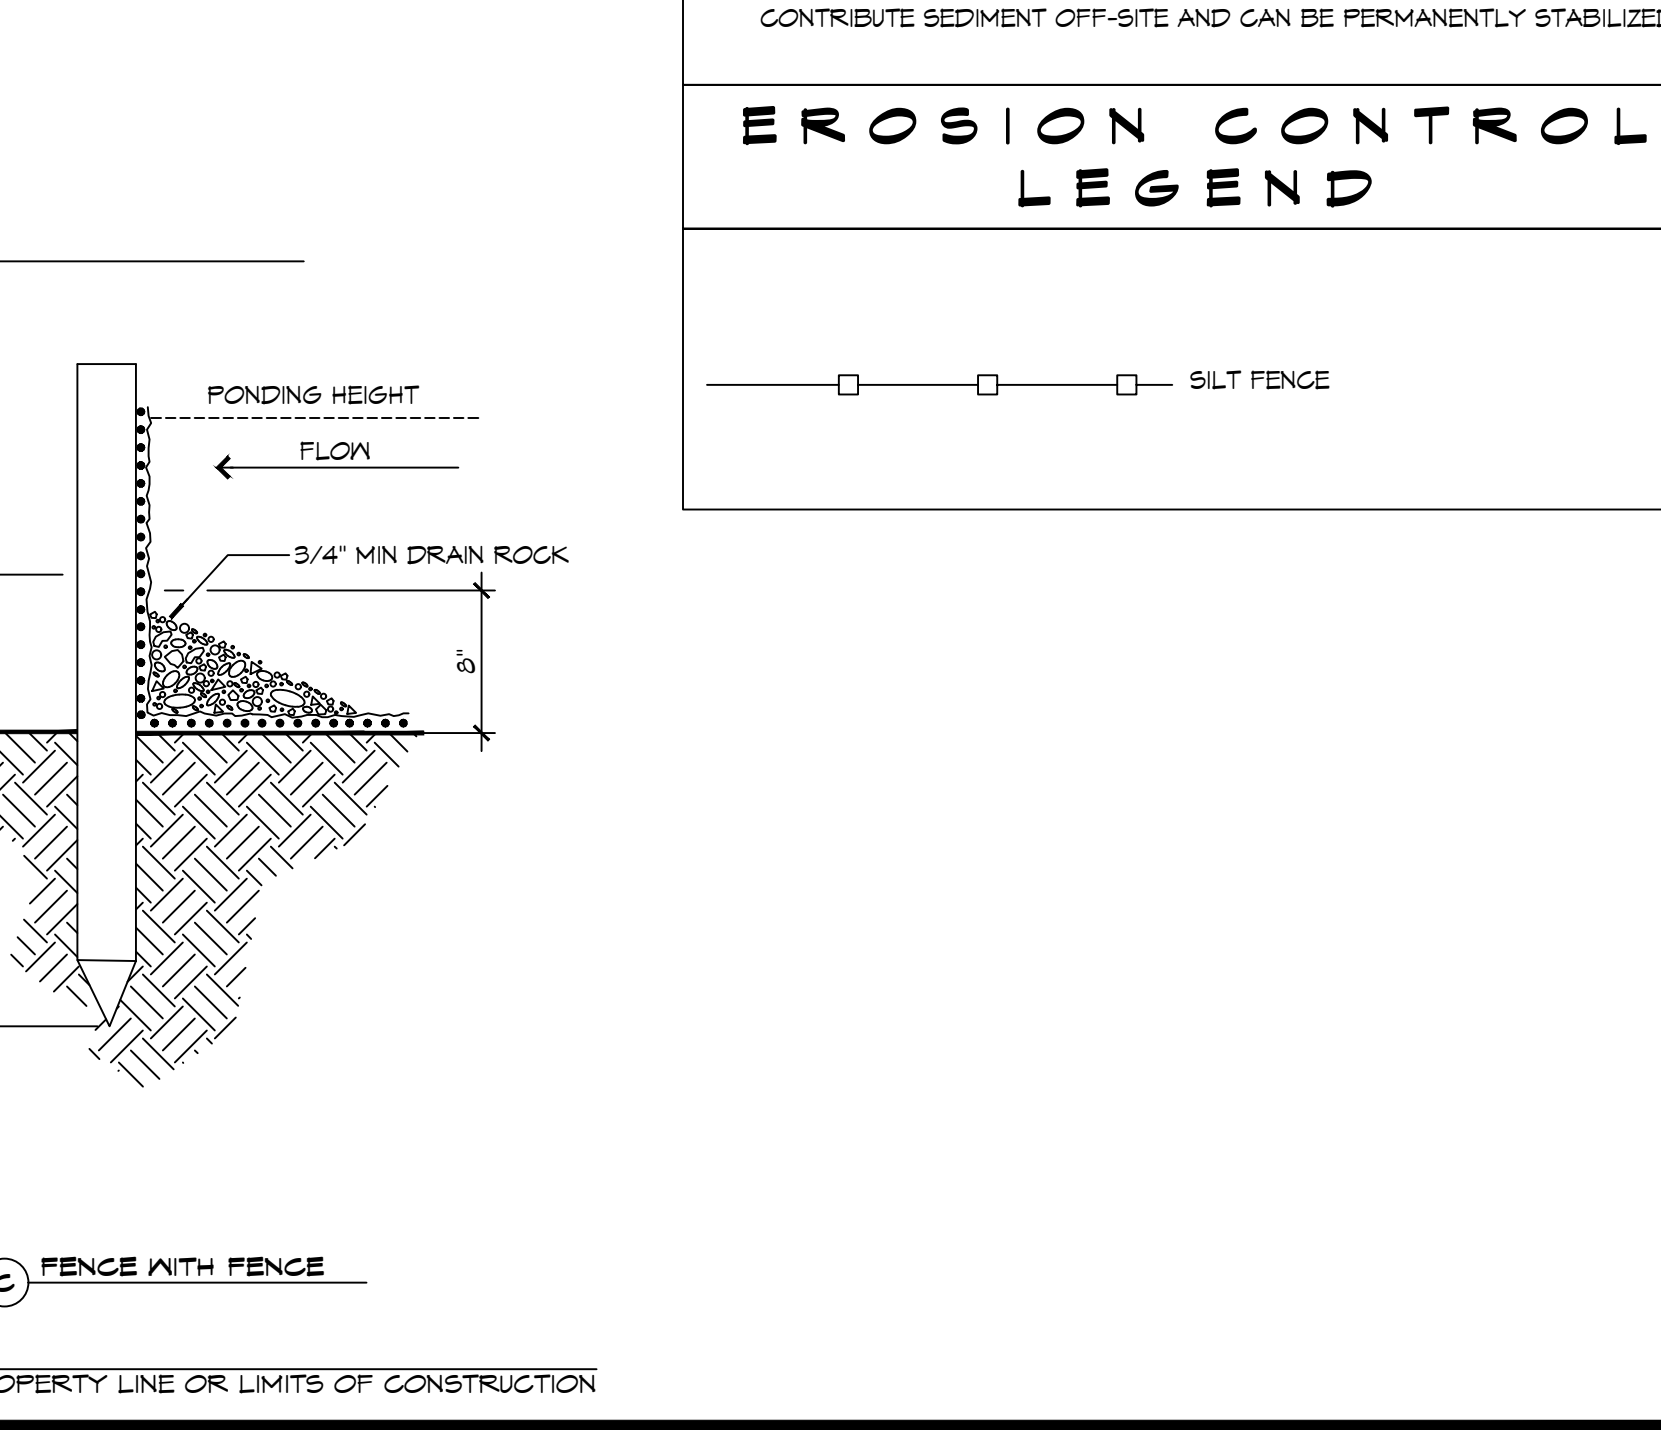 CONTRIBUTE SEDIMENT OFF-SITE AND CAN BE PERMANENTLY STABILIZED
EROSION CONTROL
LEGEND
SILT FENCE
PONDING HEIGHT
FLOW
3/4" MIN DRAIN ROCK
8"
C FENCE WITH FENCE
OPERTY LINE OR LIMITS OF CONSTRUCTION